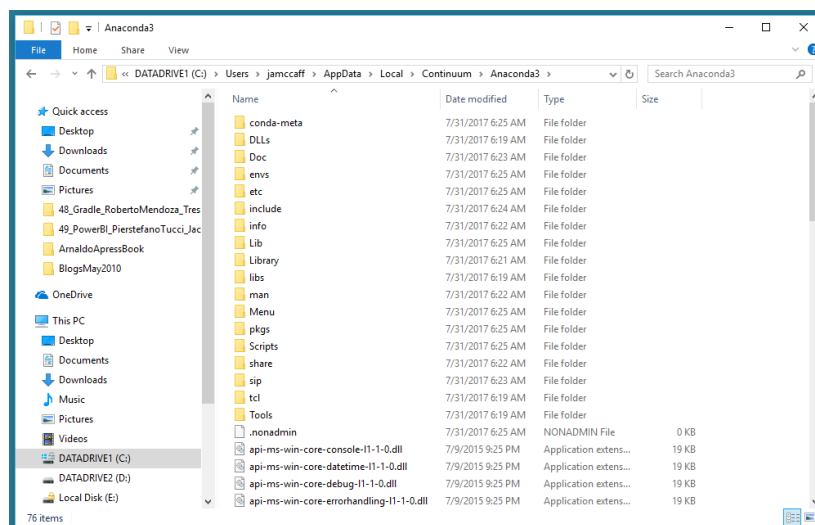 Anaconda3
File Home Share View
« DATADRIVE1 (C:) > Users > jamccaff > AppData > Local > Continuum > Anaconda3 > Search Anaconda3
Name Date modified Type Size
Quick access
Desktop
Downloads
Documents
Pictures
48_Gradle_RobertoMendoza_Tres
49_PowerBI_PierstefanoTucci_Jac
ArnaldoApressBook
BlogsMay2010
OneDrive
This PC
Desktop
Documents
Downloads
Music
Pictures
Videos
DATADRIVE1 (C:)
DATADRIVE2 (D:)
Local Disk (E:)
conda-meta 7/31/2017 6:25 AM File folder
DLLs 7/31/2017 6:19 AM File folder
Doc 7/31/2017 6:23 AM File folder
envs 7/31/2017 6:25 AM File folder
etc 7/31/2017 6:25 AM File folder
include 7/31/2017 6:24 AM File folder
info 7/31/2017 6:22 AM File folder
Lib 7/31/2017 6:25 AM File folder
Library 7/31/2017 6:21 AM File folder
libs 7/31/2017 6:19 AM File folder
man 7/31/2017 6:22 AM File folder
Menu 7/31/2017 6:25 AM File folder
pkgs 7/31/2017 6:25 AM File folder
Scripts 7/31/2017 6:25 AM File folder
share 7/31/2017 6:22 AM File folder
sip 7/31/2017 6:23 AM File folder
tcl 7/31/2017 6:19 AM File folder
Tools 7/31/2017 6:19 AM File folder
.nonadmin 7/31/2017 6:25 AM NONADMIN File 0 KB
api-ms-win-core-console-l1-1-0.dll 7/9/2015 9:25 PM Application extens... 19 KB
api-ms-win-core-datetime-l1-1-0.dll 7/9/2015 9:25 PM Application extens... 19 KB
api-ms-win-core-debug-l1-1-0.dll 7/9/2015 9:25 PM Application extens... 19 KB
api-ms-win-core-errorhandling-l1-1-0.dll 7/9/2015 9:25 PM Application extens... 19 KB
76 items